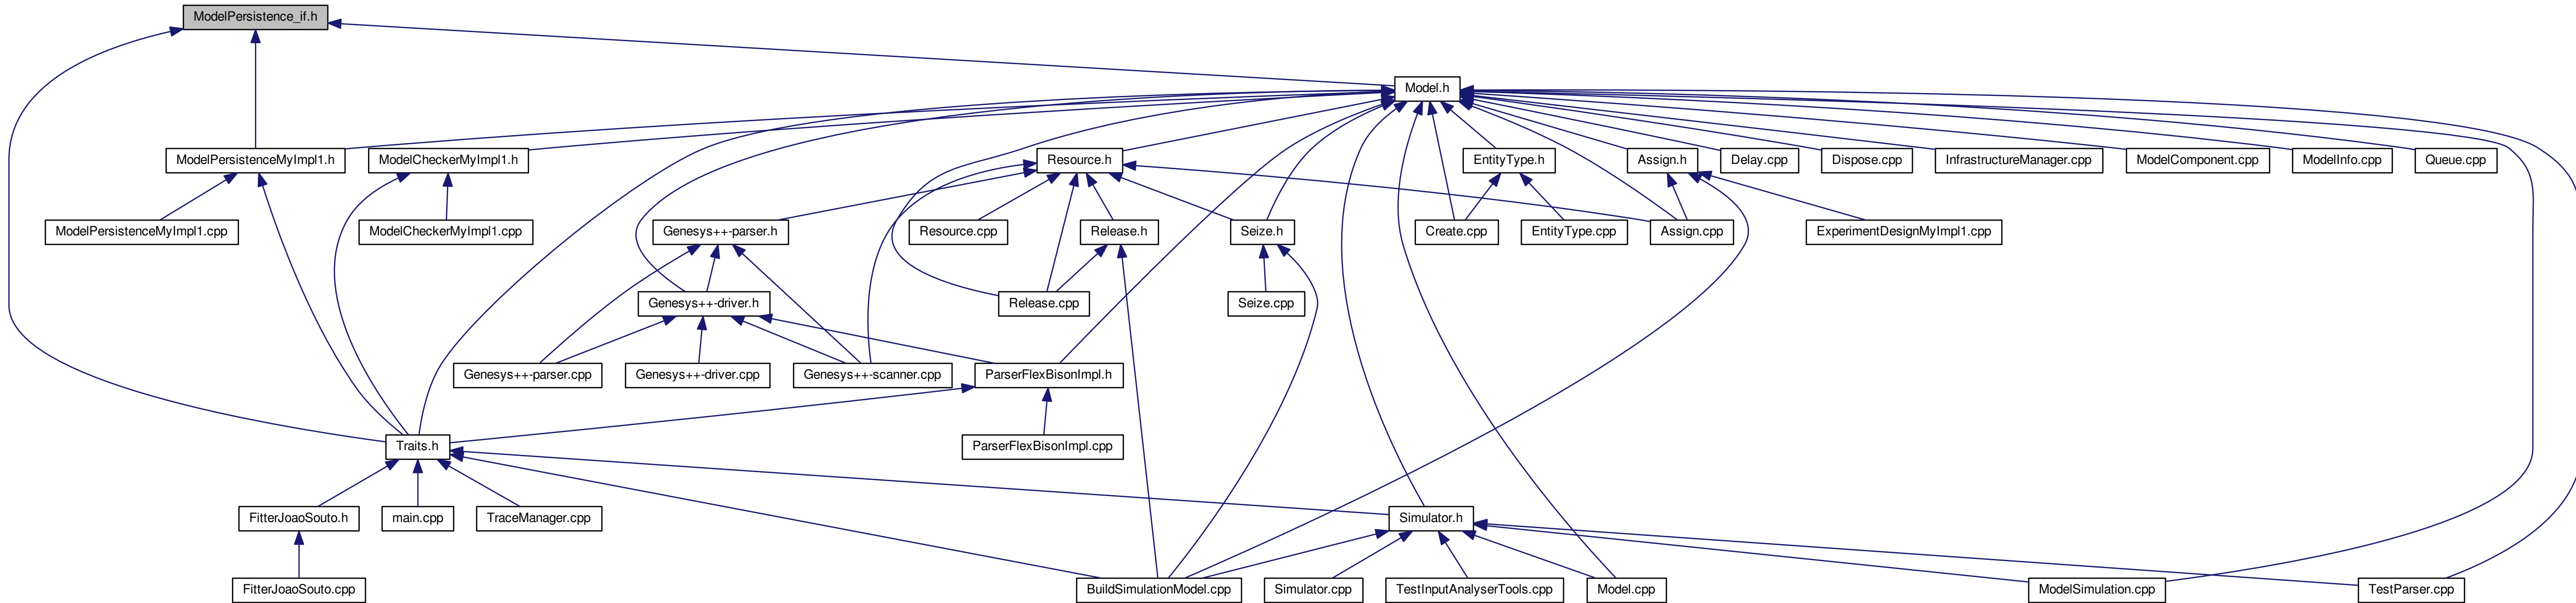 ModelPersistence_if.h
Model.h
ModelPersistenceMyImpl1.h
ModelCheckerMyImpl1.h
Resource.h
EntityType.h
Assign.h
Delay.cpp
Dispose.cpp
InfrastructureManager.cpp
ModelComponent.cpp
ModelInfo.cpp
Queue.cpp
ModelPersistenceMyImpl1.cpp
ModelCheckerMyImpl1.cpp
Genesys++-parser.h
Resource.cpp
Release.h
Seize.h
Create.cpp
EntityType.cpp
Assign.cpp
ExperimentDesignMyImpl1.cpp
Genesys++-driver.h
Release.cpp
Seize.cpp
Genesys++-parser.cpp
Genesys++-driver.cpp
Genesys++-scanner.cpp
ParserFlexBisonImpl.h
Traits.h
ParserFlexBisonImpl.cpp
FitterJoaoSouto.h
main.cpp
TraceManager.cpp
Simulator.h
FitterJoaoSouto.cpp
BuildSimulationModel.cpp
Simulator.cpp
TestInputAnalyserTools.cpp
Model.cpp
ModelSimulation.cpp
TestParser.cpp